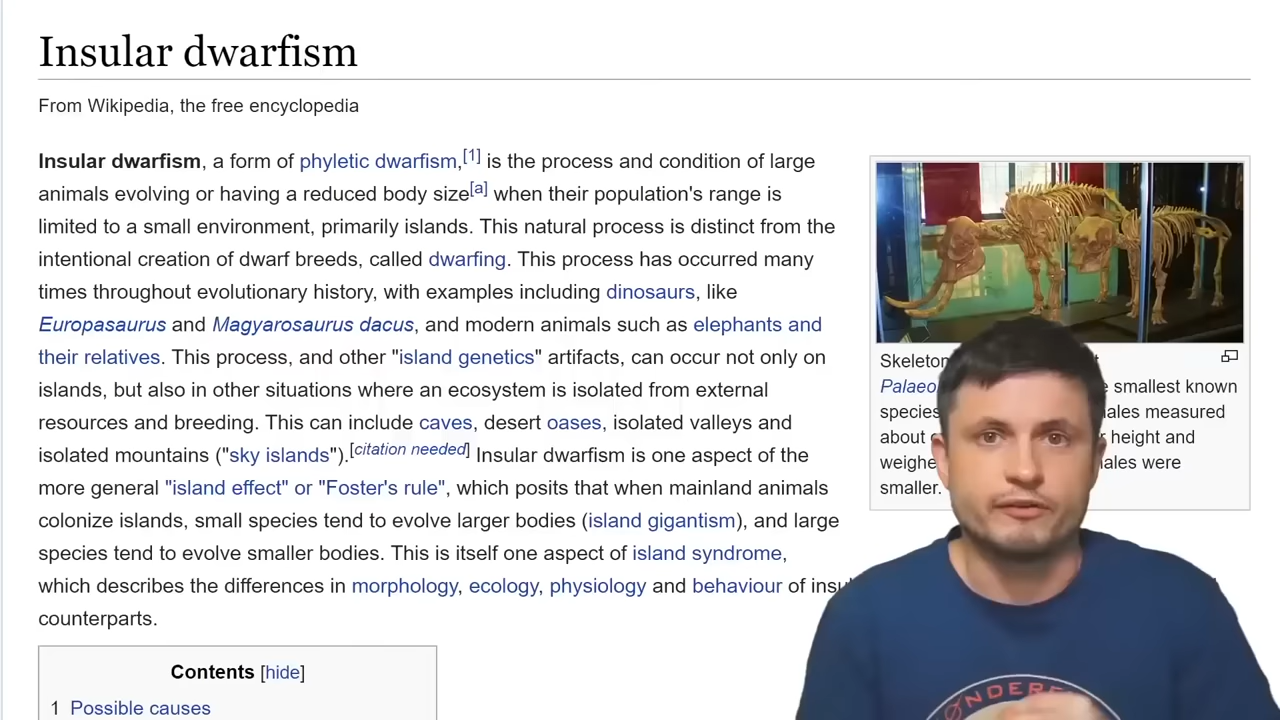 Insular dwarfism
From Wikipedia, the free encyclopedia
Insular dwarfism, a form of phyletic dwarfism,[1] is the process and condition of large
animals evolving or having a reduced body size[a] when their population's range is
limited to a small environment, primarily islands. This natural process is distinct from the
intentional creation of dwarf breeds, called dwarfing. This process has occurred many
times throughout evolutionary history, with examples including dinosaurs, like
Europasaurus and Magyarosaurus dacus, and modern animals such as elephants and
their relatives. This process, and other "island genetics" artifacts, can occur not only on
islands, but also in other situations where an ecosystem is isolated from external
resources and breeding. This can include caves, desert oases, isolated valleys and
isolated mountains ("sky islands").[citation needed] Insular dwarfism is one aspect of the
more general "island effect" or "Foster's rule", which posits that when mainland animals
colonize islands, small species tend to evolve larger bodies (island gigantism), and large
species tend to evolve smaller bodies. This is itself one aspect of island syndrome,
which describes the differences in morphology, ecology, physiology and behaviour of insul
counterparts.
Contents [hide]
1 Possible causes
Skeleton
Palaeo smallest known
species ales measured
about height and
weighe ales were
smaller.
NDERF